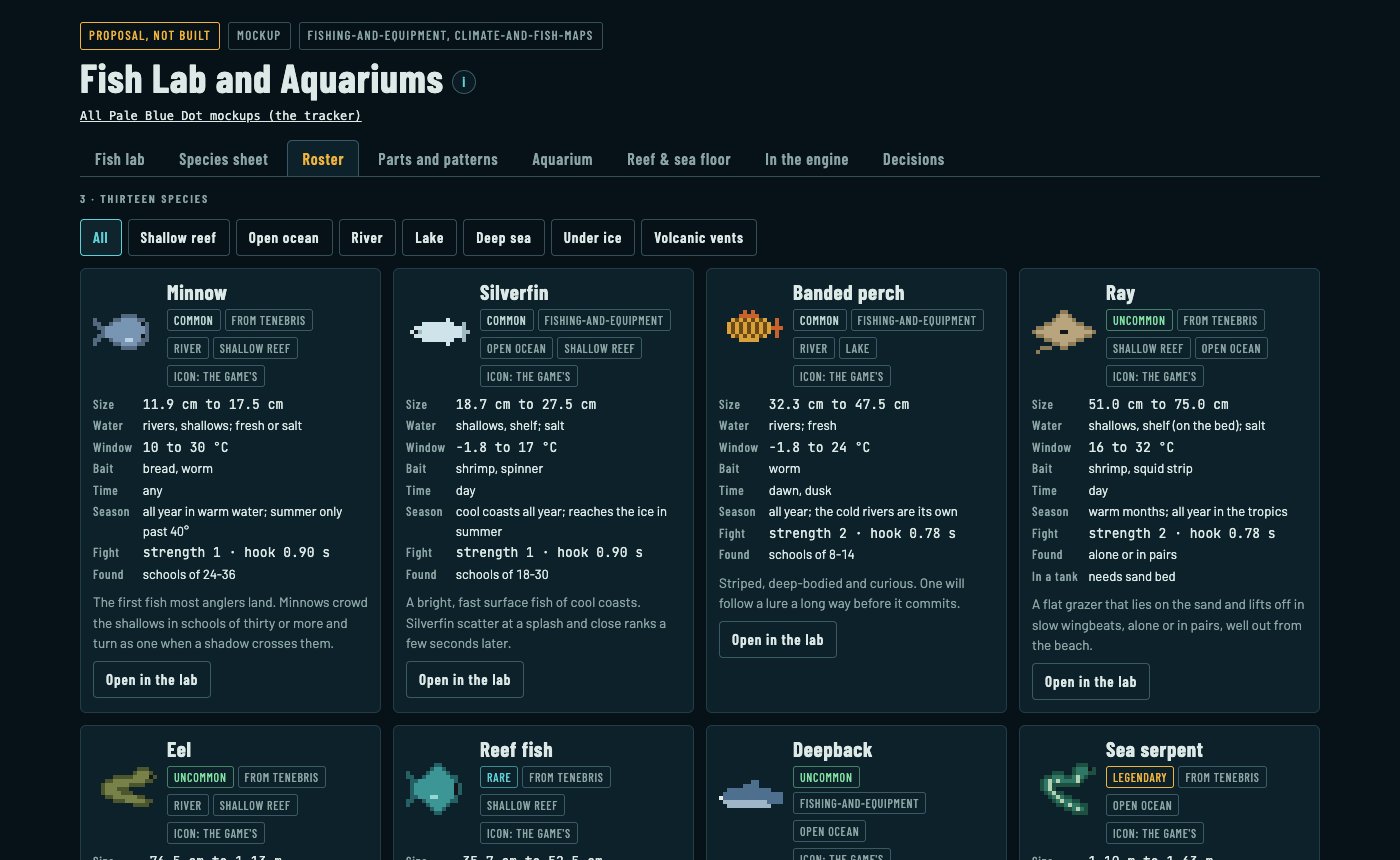 PROPOSAL, NOT BUILT MOCKUP FISHING-AND-EQUIPMENT, CLIMATE-AND-FISH-MAPS
Fish Lab and Aquariums i
All Pale Blue Dot mockups (the tracker)
Fish lab Species sheet Roster Parts and patterns Aquarium Reef & sea floor In the engine Decisions
3 · THIRTEEN SPECIES
All Shallow reef Open ocean River Lake Deep sea Under ice Volcanic vents
Minnow
COMMON FROM TENEBRIS
RIVER SHALLOW REEF
ICON: THE GAME'S
Size 11.9 cm to 17.5 cm
Water rivers, shallows; fresh or salt
Window 10 to 30 °C
Bait bread, worm
Time any
Season all year in warm water; summer only
past 40°
Fight strength 1 · hook 0.90 s
Found schools of 24-36
The first fish most anglers land. Minnows crowd
the shallows in schools of thirty or more and
turn as one when a shadow crosses them.
Open in the lab
Silverfin
COMMON FISHING-AND-EQUIPMENT
OPEN OCEAN SHALLOW REEF
ICON: THE GAME'S
Size 18.7 cm to 27.5 cm
Water shallows, shelf; salt
Window -1.8 to 17 °C
Bait shrimp, spinner
Time day
Season cool coasts all year; reaches the ice in
summer
Fight strength 1 · hook 0.90 s
Found schools of 18-30
A bright, fast surface fish of cool coasts.
Silverfin scatter at a splash and close ranks a
few seconds later.
Open in the lab
Banded perch
COMMON FISHING-AND-EQUIPMENT
RIVER LAKE
ICON: THE GAME'S
Size 32.3 cm to 47.5 cm
Water rivers; fresh
Window -1.8 to 24 °C
Bait worm
Time dawn, dusk
Season all year; the cold rivers are its own
Fight strength 2 · hook 0.78 s
Found schools of 8-14
Striped, deep-bodied and curious. One will
follow a lure a long way before it commits.
Open in the lab
Ray
UNCOMMON FROM TENEBRIS
SHALLOW REEF OPEN OCEAN
ICON: THE GAME'S
Size 51.0 cm to 75.0 cm
Water shallows, shelf (on the bed); salt
Window 16 to 32 °C
Bait shrimp, squid strip
Time day
Season warm months; all year in the tropics
Fight strength 2 · hook 0.78 s
Found alone or in pairs
In a tank needs sand bed
A flat grazer that lies on the sand and lifts off in
slow wingbeats, alone or in pairs, well out from
the beach.
Open in the lab
Eel
UNCOMMON FROM TENEBRIS
RIVER SHALLOW REEF
ICON: THE GAME'S
Reef fish
RARE FROM TENEBRIS
SHALLOW REEF
ICON: THE GAME'S
Deepback
UNCOMMON
FISHING-AND-EQUIPMENT
OPEN OCEAN
ICON: THE GAME'S
Sea serpent
LEGENDARY FROM TENEBRIS
OPEN OCEAN
ICON: THE GAME'S